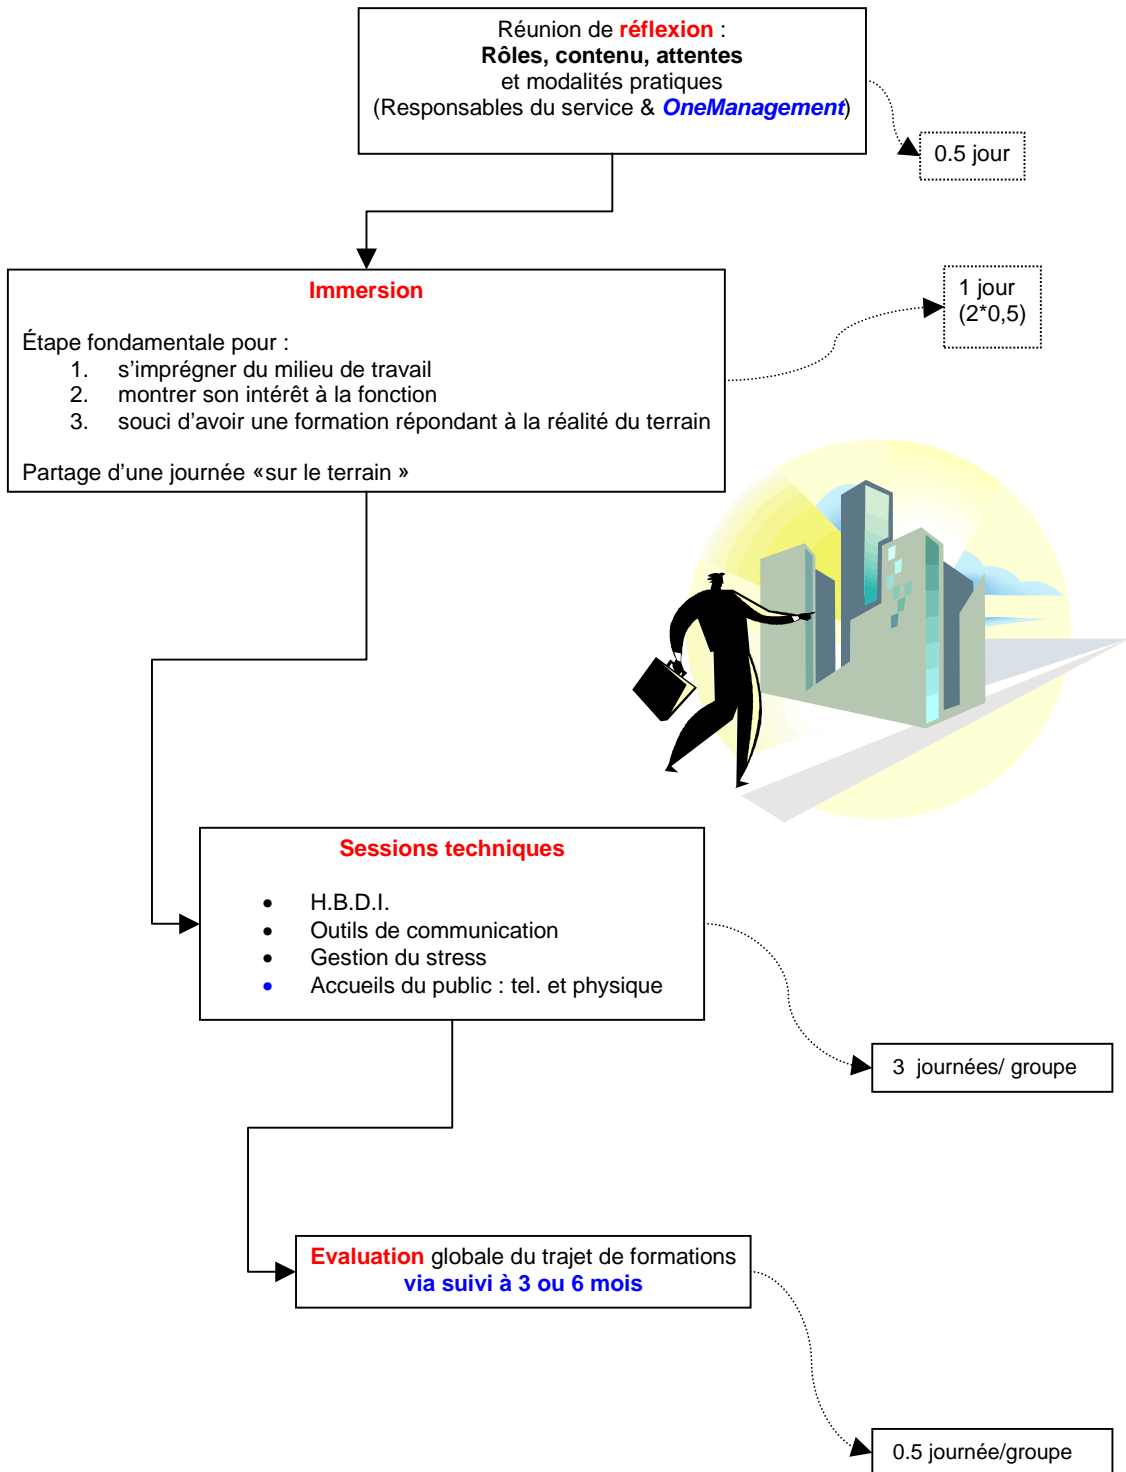 Réunion de réflexion :
Rôles, contenu, attentes
et modalités pratiques
(Responsables du service & OneManagement)
0.5 jour
Immersion
Étape fondamentale pour :
1. s’imprégner du milieu de travail
2. montrer son intérêt à la fonction
3. souci d’avoir une formation répondant à la réalité du terrain
Partage d’une journée «sur le terrain »
1 jour
(2*0,5)
Sessions techniques
• H.B.D.I.
• Outils de communication
• Gestion du stress
• Accueils du public : tel. et physique
3 journées/ groupe
Evaluation globale du trajet de formations
via suivi à 3 ou 6 mois
0.5 journée/groupe